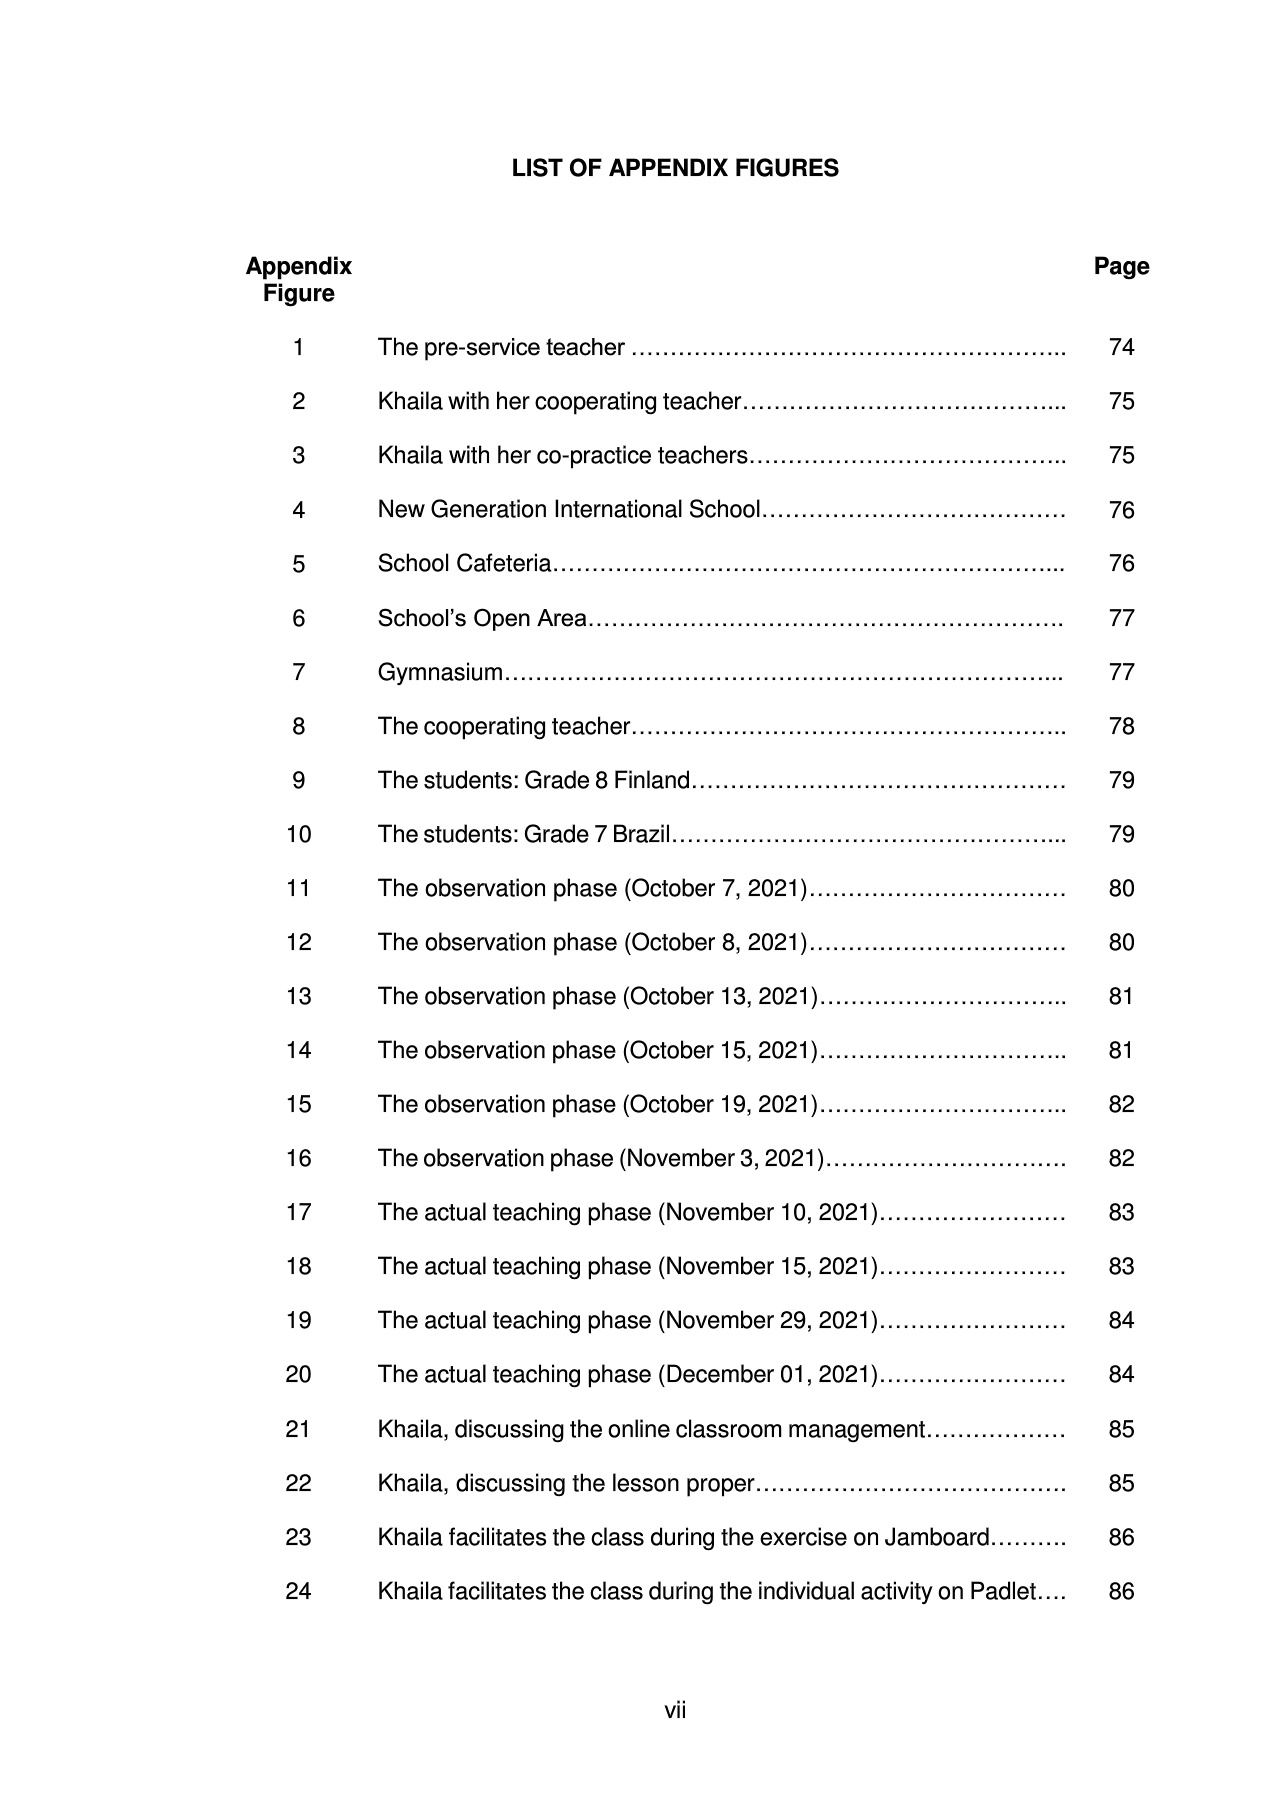 LIST OF APPENDIX FIGURES
Appendix Figure Page
1 The pre-service teacher ………………………………………………... 74
2 Khaila with her cooperating teacher…………………………………... 75
3 Khaila with her co-practice teachers………………………………….. 75
4 New Generation International School………………………………… 76
5 School Cafeteria………………………………………………………... 76
6 School’s Open Area……………………………………………………. 77
7 Gymnasium……………………………………………………………... 77
8 The cooperating teacher………………………………………………... 78
9 The students: Grade 8 Finland………………………………………… 79
10 The students: Grade 7 Brazil…………………………………………... 79
11 The observation phase (October 7, 2021)…………………………… 80
12 The observation phase (October 8, 2021)…………………………… 80
13 The observation phase (October 13, 2021)………………………….. 81
14 The observation phase (October 15, 2021)………………………….. 81
15 The observation phase (October 19, 2021)………………………….. 82
16 The observation phase (November 3, 2021)…………………………. 82
17 The actual teaching phase (November 10, 2021)…………………… 83
18 The actual teaching phase (November 15, 2021)…………………… 83
19 The actual teaching phase (November 29, 2021)…………………… 84
20 The actual teaching phase (December 01, 2021)…………………… 84
21 Khaila, discussing the online classroom management……………… 85
22 Khaila, discussing the lesson proper…………………………………. 85
23 Khaila facilitates the class during the exercise on Jamboard………. 86
24 Khaila facilitates the class during the individual activity on Padlet…. 86
vii